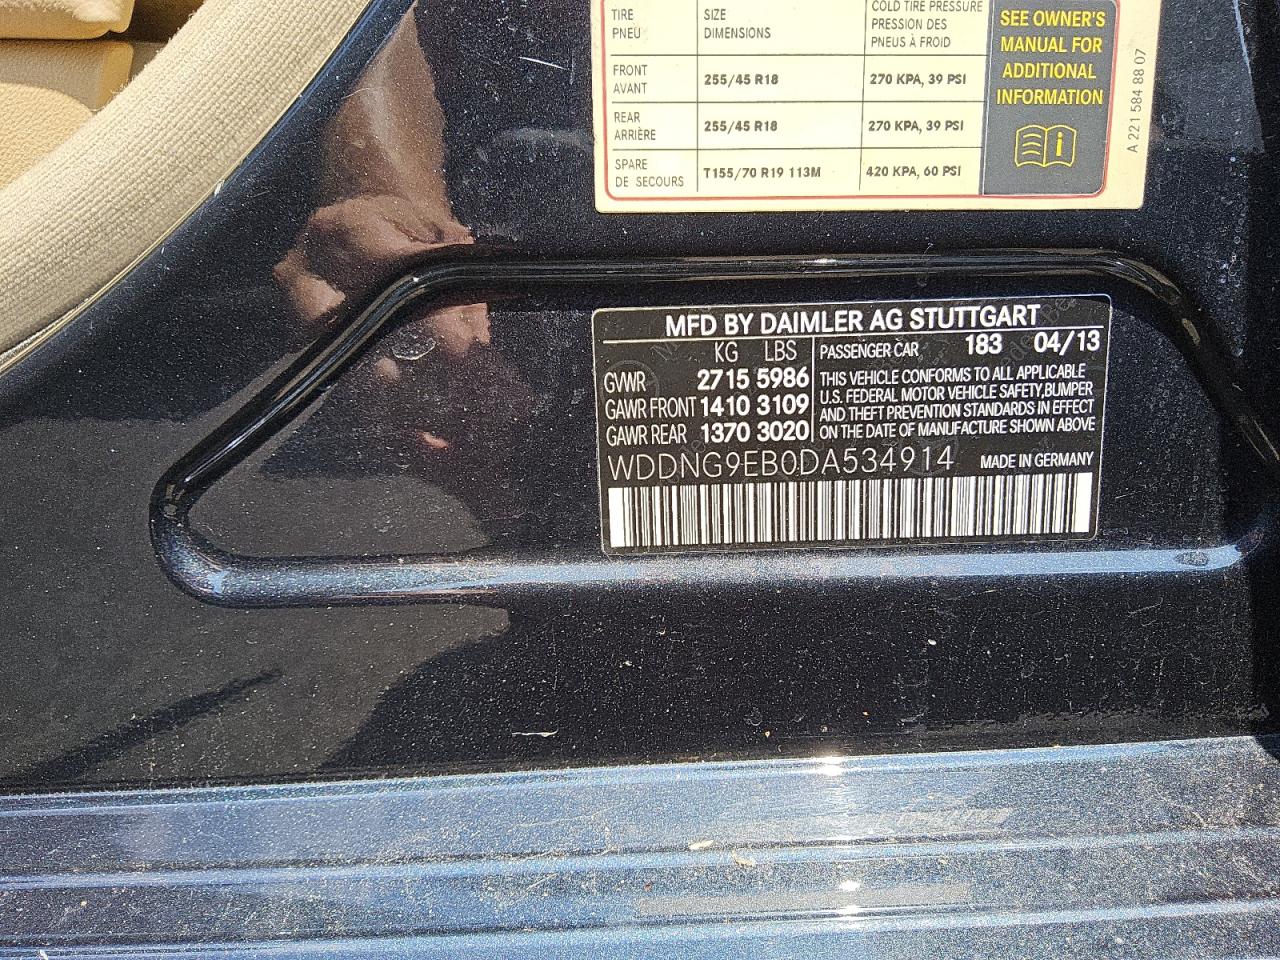 TIRE
PNEU
SIZE
DIMENSIONS
COLD TIRE PRESSURE
PRESSION DES
PNEUS À FROID
FRONT
AVANT
255/45 R18
270 KPA, 39 PSI
REAR
ARRIÈRE
255/45 R18
270 KPA, 39 PSI
SPARE
DE SECOURS
T155/70 R19 113M
420 KPA, 60 PSI
SEE OWNER'S
MANUAL FOR
ADDITIONAL
INFORMATION
A 221 584 88 07
MFD BY DAIMLER AG STUTTGART
KG LBS
GVWR 2715 5986
GAWR FRONT 1410 3109
GAWR REAR 1370 3020
PASSENGER CAR 183 04/13
THIS VEHICLE CONFORMS TO ALL APPLICABLE
U.S. FEDERAL MOTOR VEHICLE SAFETY,BUMPER
AND THEFT PREVENTION STANDARDS IN EFFECT
ON THE DATE OF MANUFACTURE SHOWN ABOVE
WDDNG9EB0DA534914 MADE IN GERMANY